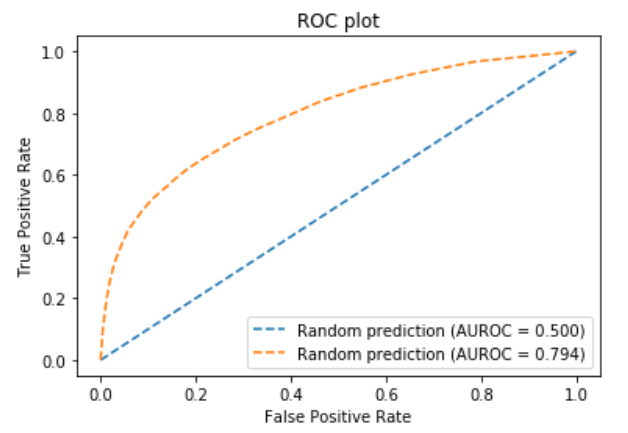 ROC plot
1.0
0.8
0.6
0.4
0.2
0.0
True Positive Rate
Random prediction (AUROC = 0.500)
Random prediction (AUROC = 0.794)
0.0 0.2 0.4 0.6 0.8 1.0
False Positive Rate